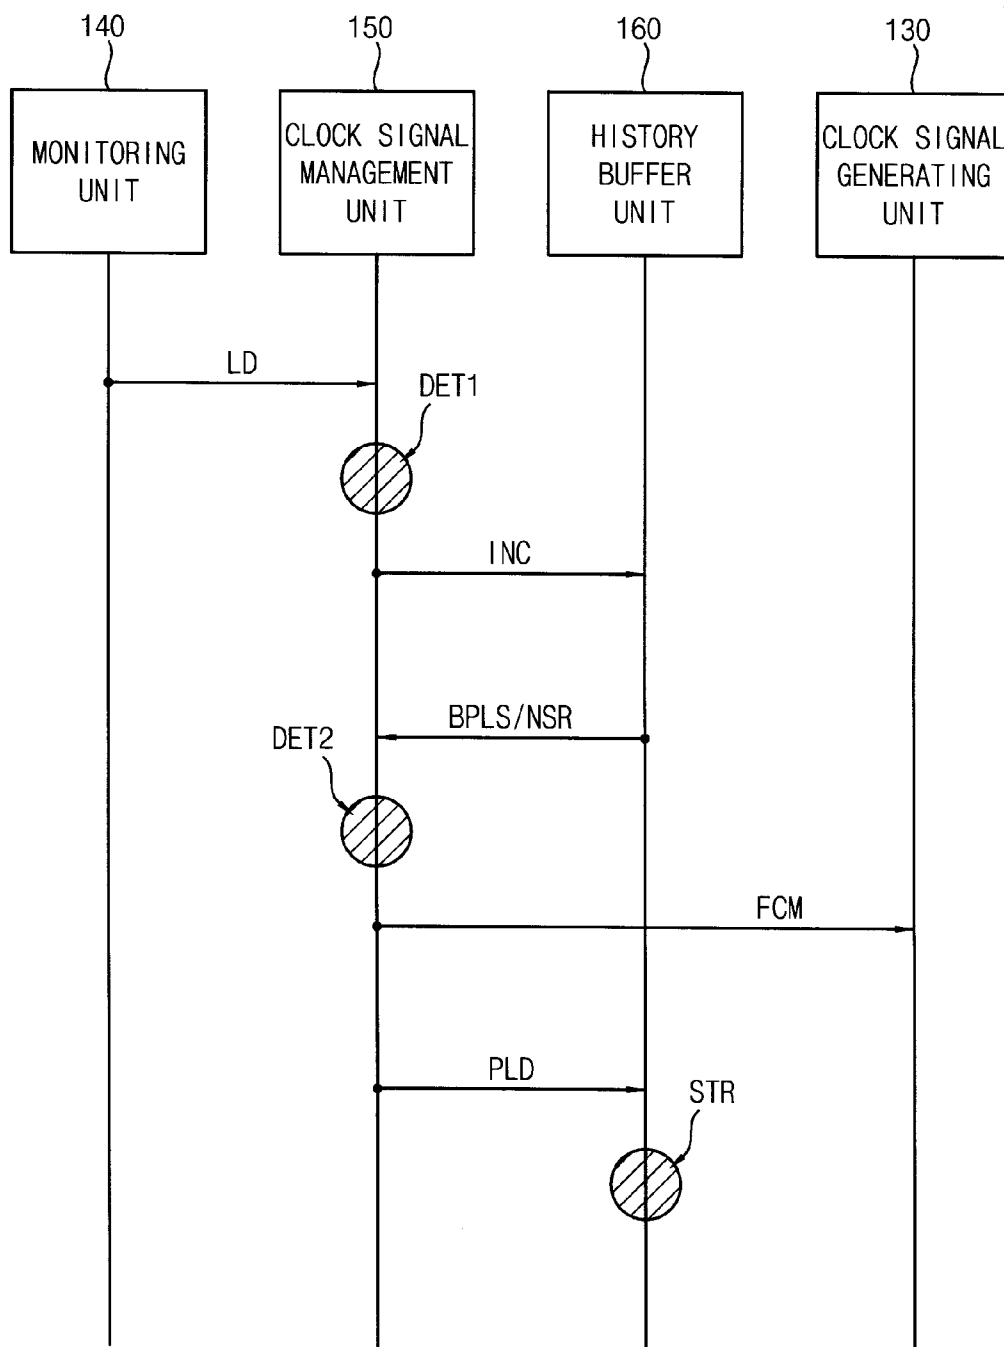 140
150
160
130
MONITORING
UNIT
CLOCK SIGNAL
MANAGEMENT
UNIT
HISTORY
BUFFER
UNIT
CLOCK SIGNAL
GENERATING
UNIT
LD
DET1
INC
BPLS/NSR
DET2
FCM
PLD
STR